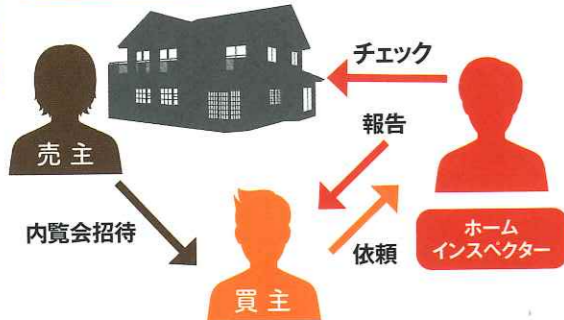 チェック
報告
売主
内覧会招待
依頼
ホーム
インスペクター
買主